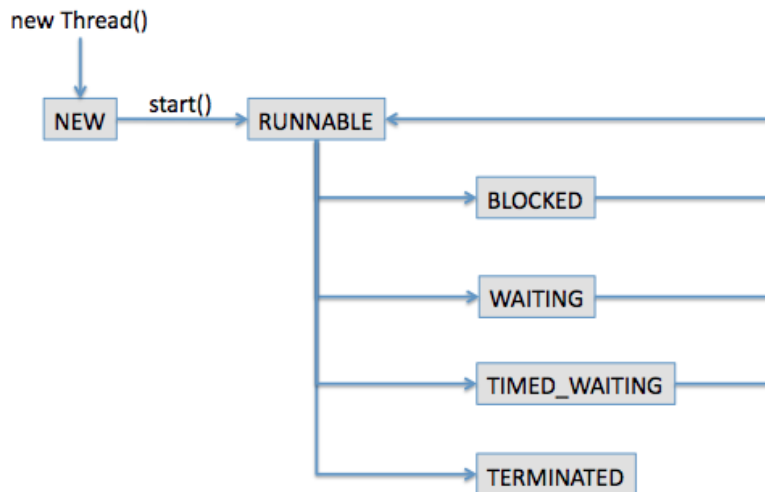 new Thread()
NEW
start()
RUNNABLE
BLOCKED
WAITING
TIMED_WAITING
TERMINATED